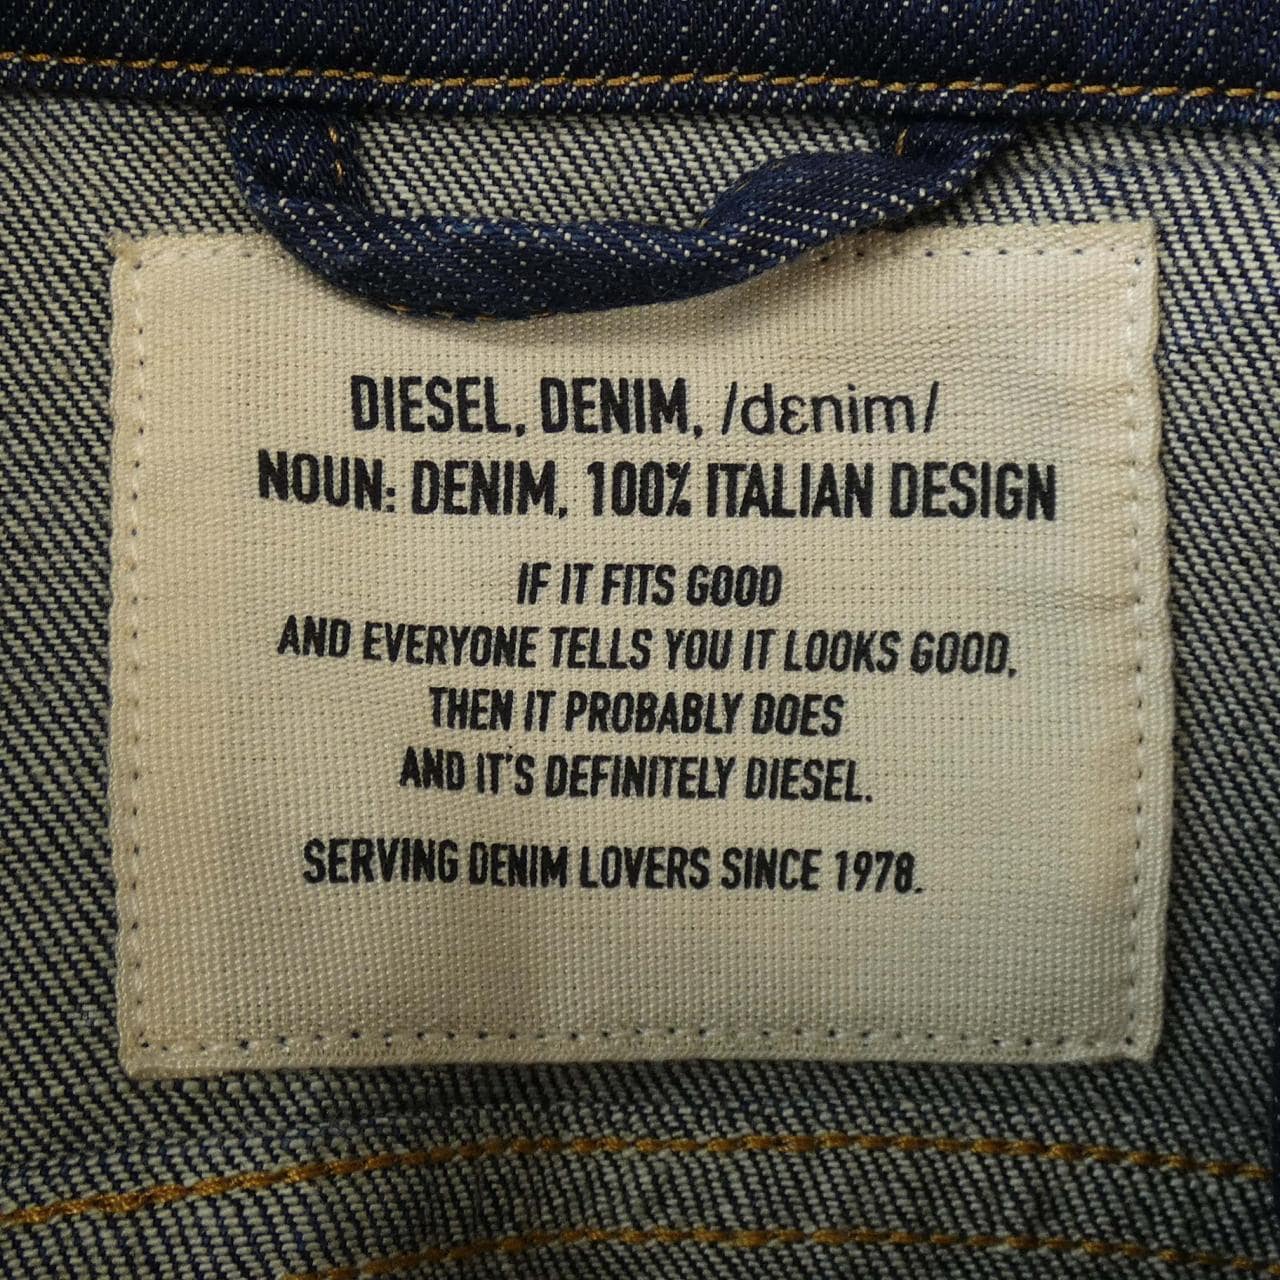 DIESEL, DENIM, /dɛnim/
NOUN: DENIM, 100% ITALIAN DESIGN
IF IT FITS GOOD
AND EVERYONE TELLS YOU IT LOOKS GOOD,
THEN IT PROBABLY DOES
AND IT'S DEFINITELY DIESEL.
SERVING DENIM LOVERS SINCE 1978.